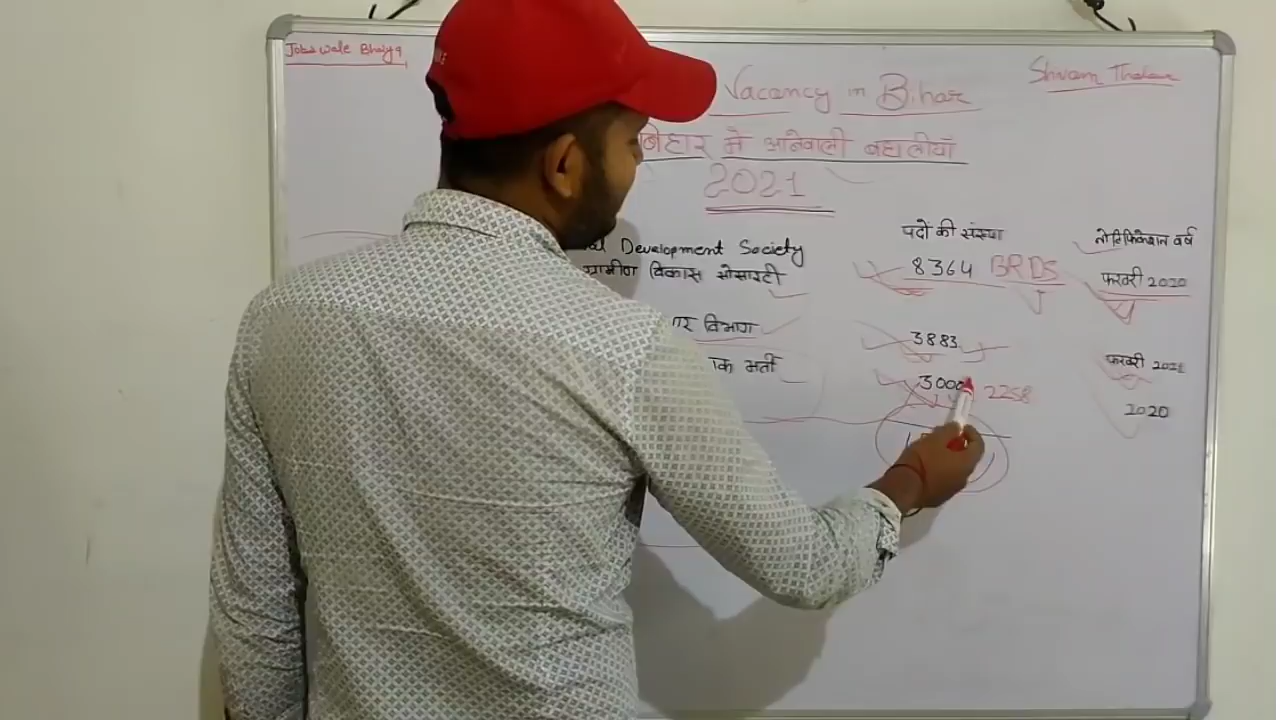 Jobs wale Bhaiya
Shivam Thakur
Vacancy in Bihar
बिहार में आनेवाली बहालीयाँ
2021
पदों की संख्या
नोटिफिकेशन वर्ष
Development Society
ग्रामीण विकास सोसाइटी
8364 BRDS
फरवरी 2020
विभाग
3883
फरवरी 2021
भर्ती
3000
2258
2020